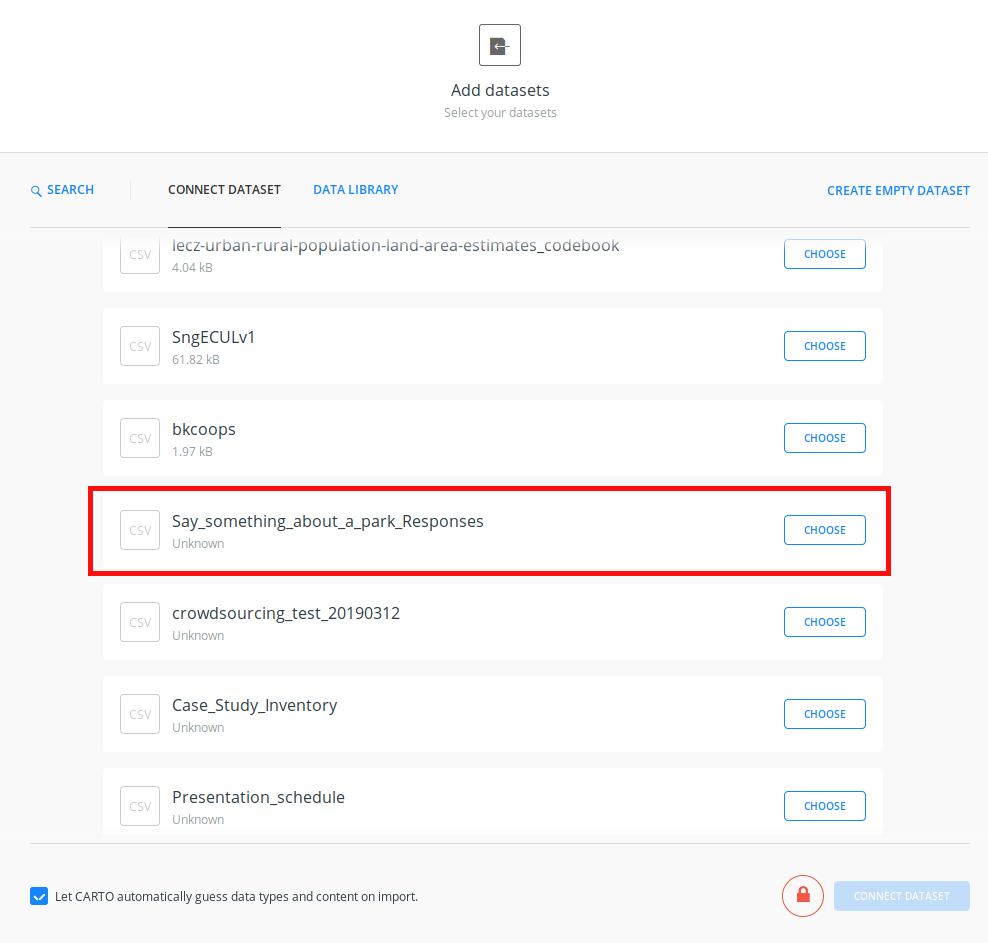 Add datasets
Select your datasets
SEARCH
CONNECT DATASET
DATA LIBRARY
CREATE EMPTY DATASET
CSV
lecz-urban-rural-population-land-area-estimates_codebook
4.04 kB
CHOOSE
CSV
SngECULv1
61.82 kB
CHOOSE
CSV
bkcoops
1.97 kB
CHOOSE
CSV
Say_something_about_a_park_Responses
Unknown
CHOOSE
CSV
crowdsourcing_test_20190312
Unknown
CHOOSE
CSV
Case_Study_Inventory
Unknown
CHOOSE
CSV
Presentation_schedule
Unknown
CHOOSE
Let CARTO automatically guess data types and content on import.
CONNECT DATASET